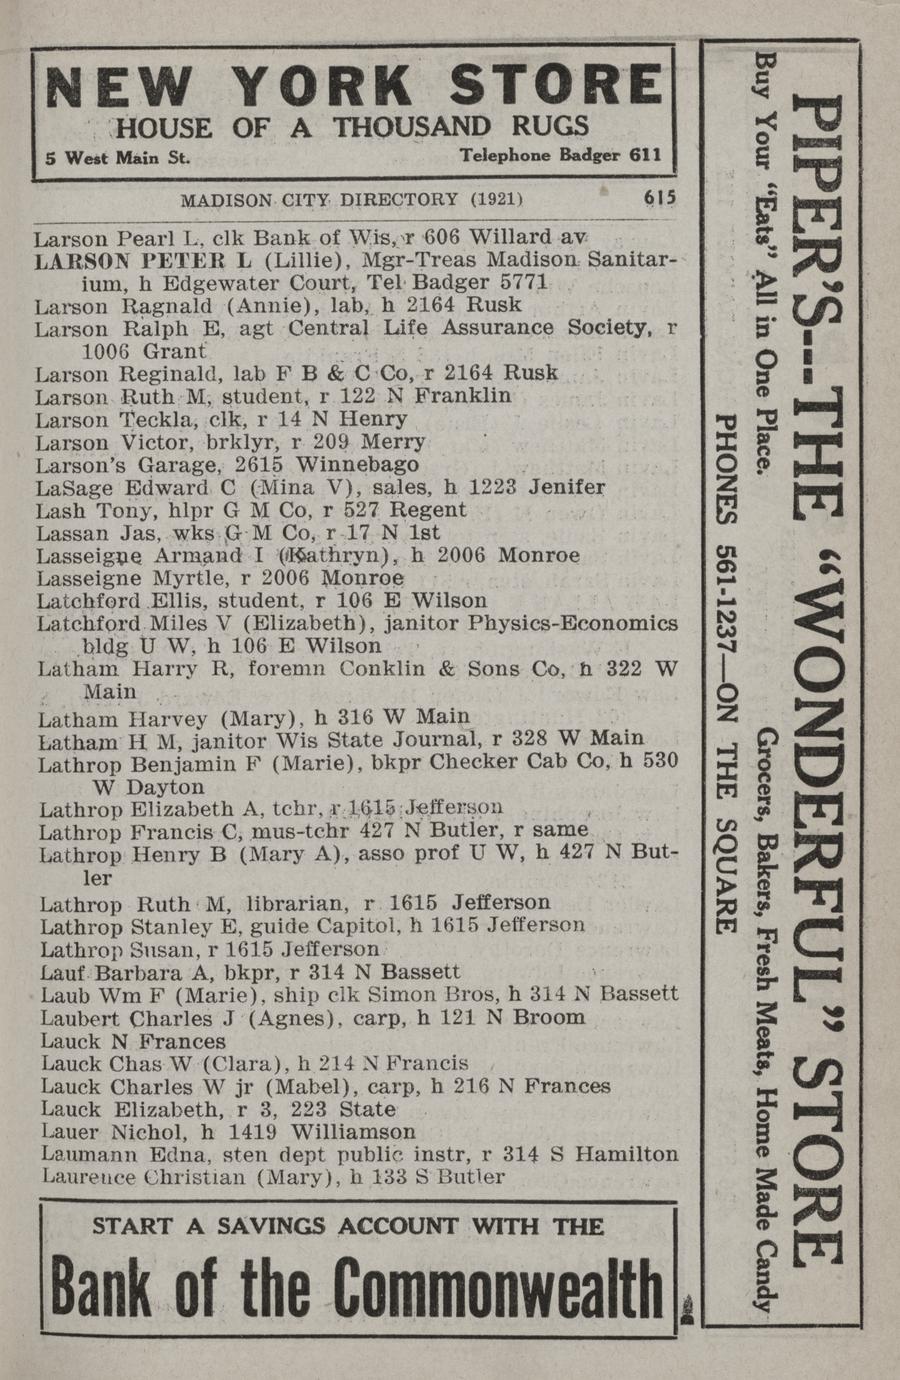 NEW YORK STORE
HOUSE OF A THOUSAND RUGS
5 West Main St. Telephone Badger 611
MADISON CITY DIRECTORY (1921) 615
Larson Pearl L, clk Bank of Wis, r 606 Willard av
LARSON PETER L (Lillie), Mgr-Treas Madison Sanitar-
ium, h Edgewater Court, Tel Badger 5771
Larson Ragnald (Annie), lab, h 2164 Rusk
Larson Ralph E, agt Central Life Assurance Society, r
1006 Grant
Larson Reginald, lab F B & C Co, r 2164 Rusk
Larson Ruth M, student, r 122 N Franklin
Larson Teckla, clk, r 14 N Henry
Larson Victor, brklyr, r 209 Merry
Larson's Garage, 2615 Winnebago
LaSage Edward C (Mina V), sales, h 1223 Jenifer
Lash Tony, hlpr G M Co, r 527 Regent
Lassan Jas, wks G M Co, r 17 N 1st
Lasseigne Armand I (Kathryn), h 2006 Monroe
Lasseigne Myrtle, r 2006 Monroe
Latchford Ellis, student, r 106 E Wilson
Latchford Miles V (Elizabeth), janitor Physics-Economics
bldg U W, h 106 E Wilson
Latham Harry R, foremn Conklin & Sons Co, h 322 W
Main
Latham Harvey (Mary), h 316 W Main
Latham H M, janitor Wis State Journal, r 328 W Main
Lathrop Benjamin F (Marie), bkpr Checker Cab Co, h 530
W Dayton
Lathrop Elizabeth A, tchr, r 1615 Jefferson
Lathrop Francis C, mus-tchr 427 N Butler, r same
Lathrop Henry B (Mary A), asso prof U W, h 427 N But-
ler
Lathrop Ruth M, librarian, r 1615 Jefferson
Lathrop Stanley E, guide Capitol, h 1615 Jefferson
Lathrop Susan, r 1615 Jefferson
Lauf Barbara A, bkpr, r 314 N Bassett
Laub Wm F (Marie), ship clk Simon Bros, h 314 N Bassett
Laubert Charles J (Agnes), carp, h 121 N Broom
Lauck N Frances
Lauck Chas W (Clara), h 214 N Francis
Lauck Charles W jr (Mabel), carp, h 216 N Frances
Lauck Elizabeth, r 3, 223 State
Lauer Nichol, h 1419 Williamson
Laumann Edna, sten dept public instr, r 314 S Hamilton
Laurence Christian (Mary), h 133 S Butler
START A SAVINGS ACCOUNT WITH THE
Bank of the Commonwealth
PIPER'S---THE "WONDERFUL" STORE
Buy Your "Eats" All in One Place. Grocers, Bakers, Fresh Meats, Home Made Candy
PHONES 561-1237—ON THE SQUARE